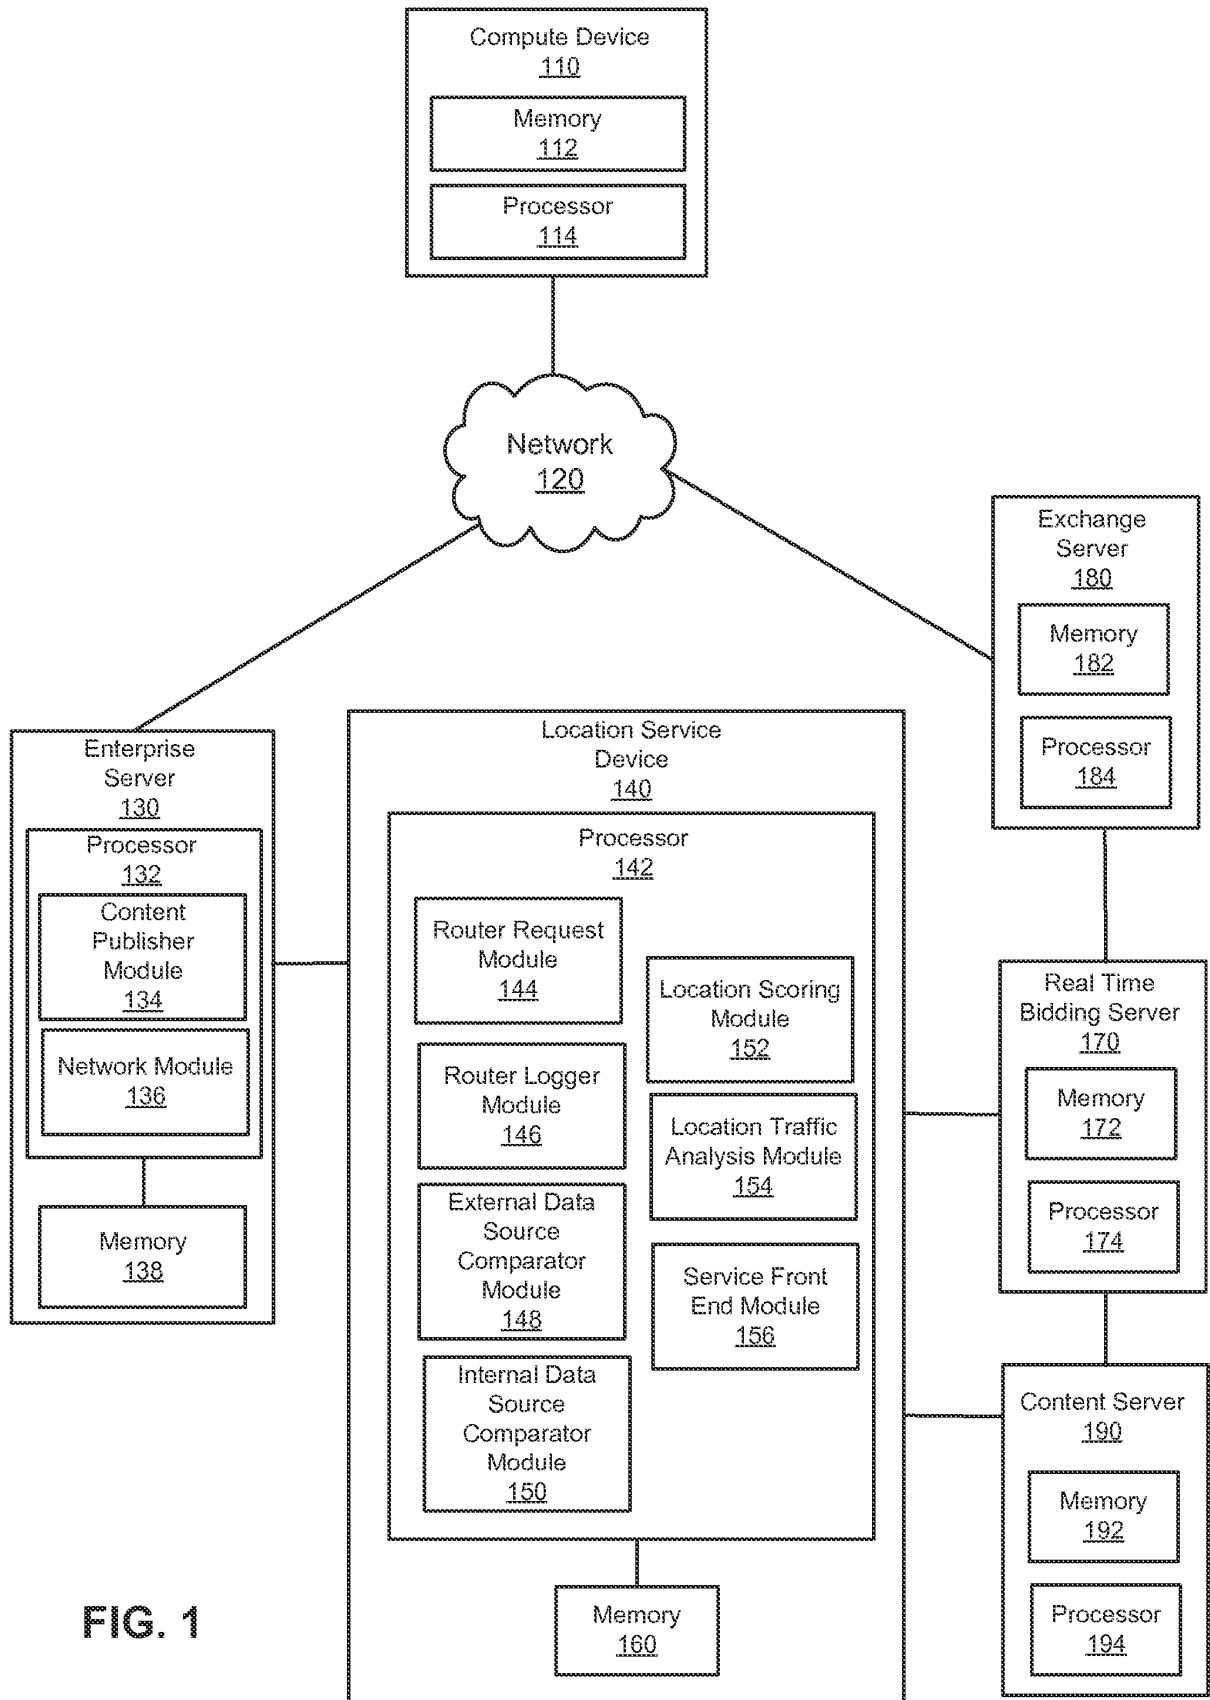 Compute Device
110
Memory
112
Processor
114
Network
120
Exchange
Server
180
Memory
182
Processor
184
Enterprise
Server
130
Processor
132
Content
Publisher
Module
134
Network Module
136
Memory
138
Location Service
Device
140
Processor
142
Router Request
Module
144
Router Logger
Module
146
External Data
Source
Comparator
Module
148
Internal Data
Source
Comparator
Module
150
Location Scoring
Module
152
Location Traffic
Analysis Module
154
Service Front
End Module
156
Memory
160
Real Time
Bidding Server
170
Memory
172
Processor
174
Content Server
190
Memory
192
Processor
194
FIG. 1